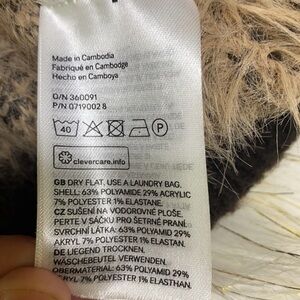 Made in Cambodia
Fabriqué en Cambodge
Hecho en Camboya
O/N 360091
P/N 07190028
40
P
clevercare.info
GB DRY FLAT. USE A LAUNDRY BAG.
SHELL: 63% POLYAMIDE 29% ACRYLIC
7% POLYESTER 1% ELASTANE.
CZ SUŠENÍ NA VODOROVNÉ PLOŠE.
PERTE V SÁČKU PRO ŠETRNÉ PRANÍ.
SVRCHNÍ LÁTKA: 63% POLYAMID 29%
AKRYL 7% POLYESTER 1% ELASTAN.
DE LIEGEND TROCKNEN.
WÄSCHEBEUTEL VERWENDEN.
OBERMATERIAL: 63% POLYAMID 29%
7% POLYESTER 1% ELASTHAN.